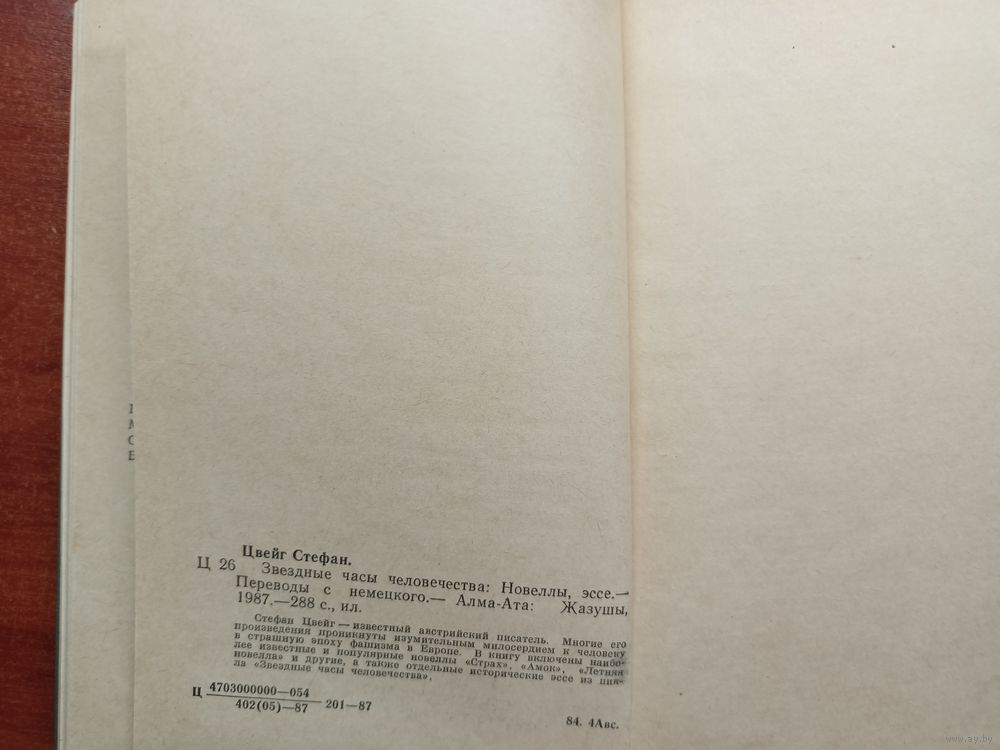 Цвейг Стефан.
Ц 26 Звездные часы человечества: Новеллы, эссе.—
Переводы с немецкого.— Алма-Ата: Жазушы,
1987.—288 с., ил.
Стефан Цвейг — известный австрийский писатель. Многие его
произведения проникнуты изумительным милосердием к человеку
в страшную эпоху фашизма в Европе. В книгу включены наибо-
лее известные и популярные новеллы «Страх», «Амок», «Летняя
новелла» и другие, а также отдельные исторические эссе из цик-
ла «Звездные часы человечества».
Ц 4703000000—054
402(05)—87 201—87
84. 4Авс.
www.ay.by